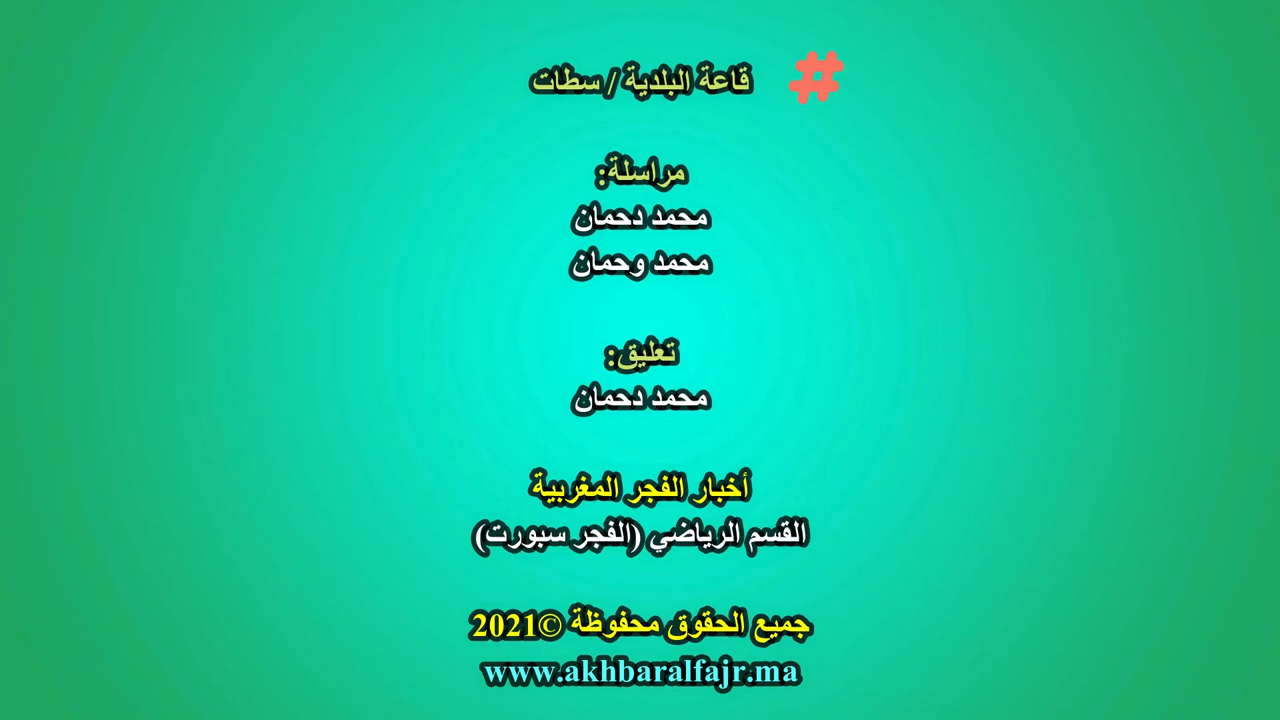 # قاعة البلدية / سطات
مراسلة:
محمد دحمان
محمد وحمان
تعليق:
محمد دحمان
أخبار الفجر المغربية
القسم الرياضي (الفجر سبورت)
جميع الحقوق محفوظة ©2021
www.akhbaralfajr.ma